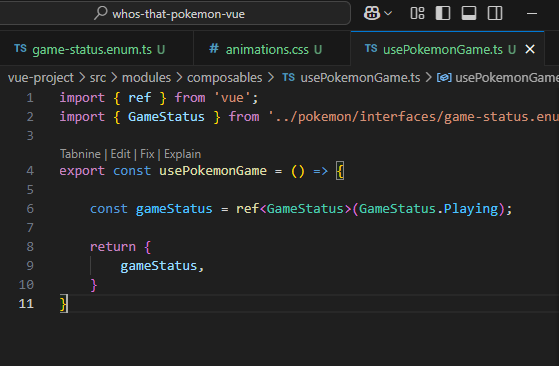 whos-that-pokemon-vue
game-status.enum.ts U
# animations.css U
TS usePokemonGame.ts U
vue-project > src > modules > composables > TS usePokemonGame.ts > usePokemonGame
1 import { ref } from 'vue';
2 import { GameStatus } from '../pokemon/interfaces/game-status.enu
3
Tabnine | Edit | Fix | Explain
4 export const usePokemonGame = () => {
5
6 const gameStatus = ref<GameStatus>(GameStatus.Playing);
7
8 return {
9 gameStatus,
10 }
11 }